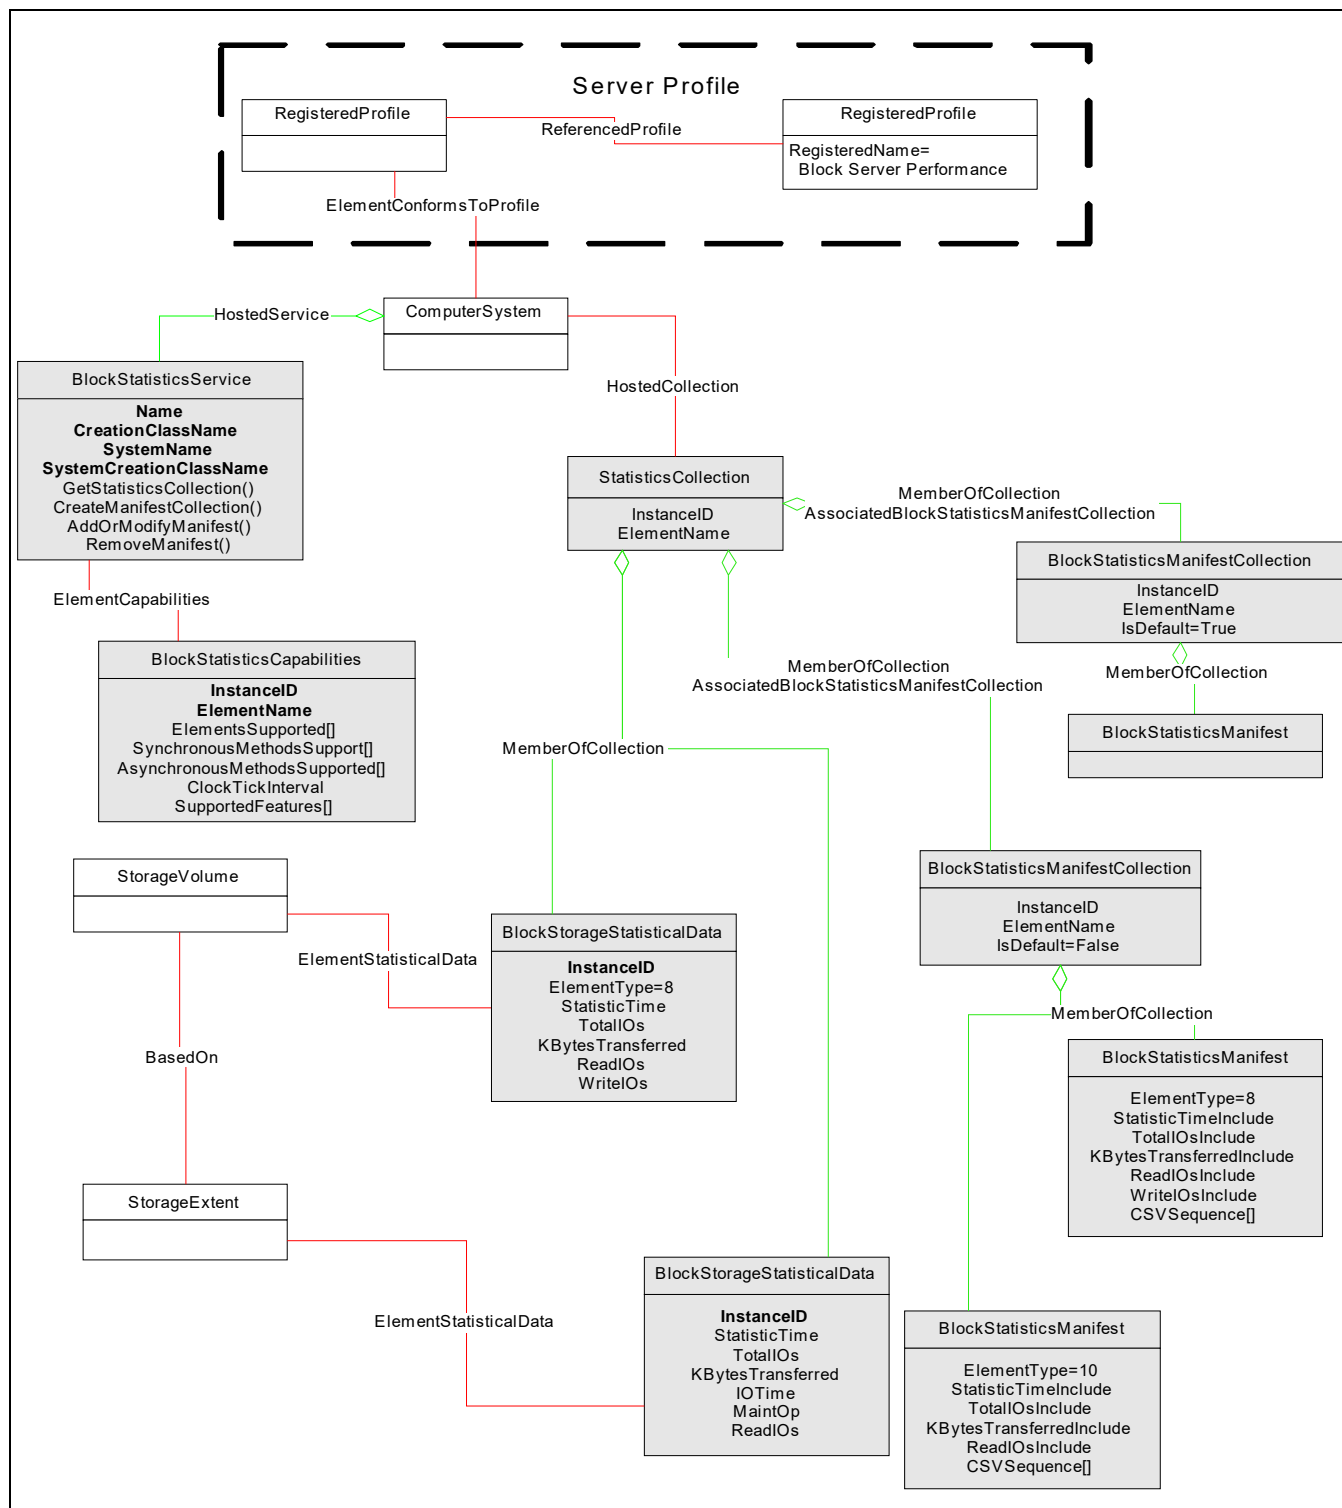 Server Profile
RegisteredProfile
RegisteredProfile
ReferencedProfile
RegisteredName=
Block Server Performance
ElementConformsToProfile
ComputerSystem
HostedService
BlockStatisticsService
Name
CreationClassName
SystemName
SystemCreationClassName
GetStatisticsCollection()
CreateManifestCollection()
AddOrModifyManifest()
RemoveManifest()
HostedCollection
StatisticsCollection
InstanceID
ElementName
MemberOfCollection
AssociatedBlockStatisticsManifestCollection
BlockStatisticsManifestCollection
InstanceID
ElementName
IsDefault=True
MemberOfCollection
BlockStatisticsManifest
ElementCapabilities
BlockStatisticsCapabilities
InstanceID
ElementName
ElementsSupported[]
SynchronousMethodsSupport[]
AsynchronousMethodsSupported[]
ClockTickInterval
SupportedFeatures[]
MemberOfCollection
AssociatedBlockStatisticsManifestCollection
MemberOfCollection
BlockStatisticsManifestCollection
InstanceID
ElementName
IsDefault=False
StorageVolume
ElementStatisticalData
BlockStorageStatisticalData
InstanceID
ElementType=8
StatisticTime
TotalIOs
KBytesTransferred
ReadIOs
WriteIOs
MemberOfCollection
BlockStatisticsManifest
ElementType=8
StatisticTimeInclude
TotalIOsInclude
KBytesTransferredInclude
ReadIOsInclude
WriteIOsInclude
CSVSequence[]
BasedOn
StorageExtent
ElementStatisticalData
BlockStorageStatisticalData
InstanceID
StatisticTime
TotalIOs
KBytesTransferred
IOTime
MaintOp
ReadIOs
BlockStatisticsManifest
ElementType=10
StatisticTimeInclude
TotalIOsInclude
KBytesTransferredInclude
ReadIOsInclude
CSVSequence[]